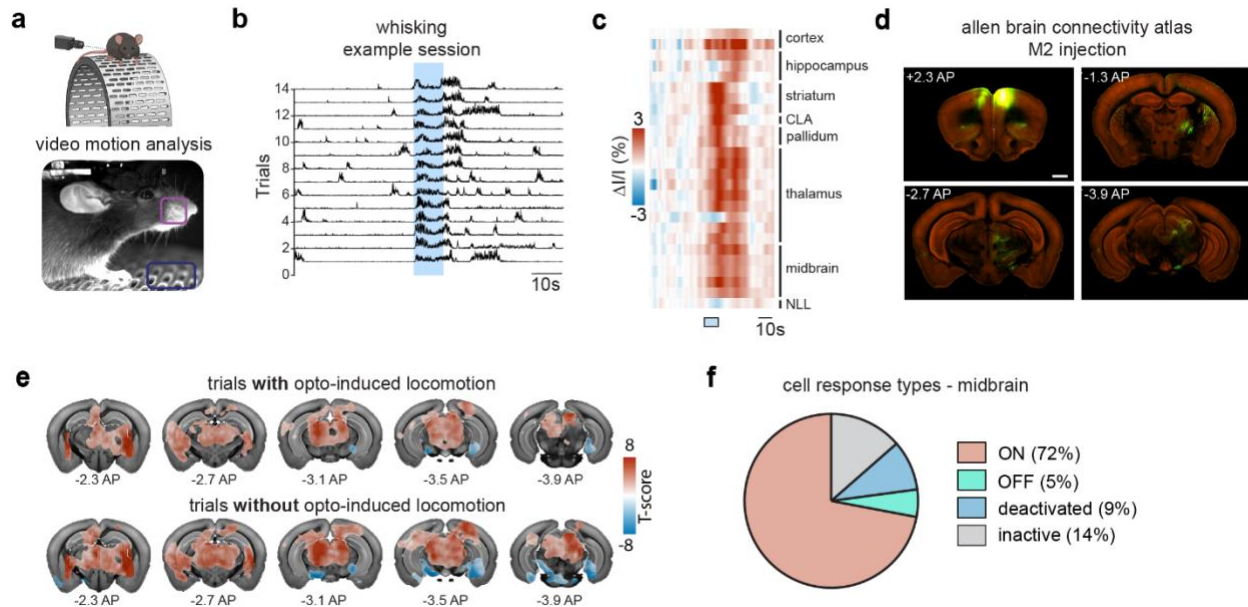 a
video motion analysis
b
whisking
example session
14
12
10
8
6
4
2
0
Trials
10s
c
3
-3
ΔI/I (%)
cortex
hippocampus
striatum
CLA
pallidum
thalamus
midbrain
NLL
10s
d
allen brain connectivity atlas
M2 injection
+2.3 AP
-1.3 AP
-2.7 AP
-3.9 AP
e
trials with opto-induced locomotion
-2.3 AP
-2.7 AP
-3.1 AP
-3.5 AP
-3.9 AP
trials without opto-induced locomotion
-2.3 AP
-2.7 AP
-3.1 AP
-3.5 AP
-3.9 AP
8
-8
T-score
f
cell response types - midbrain
ON (72%)
OFF (5%)
deactivated (9%)
inactive (14%)